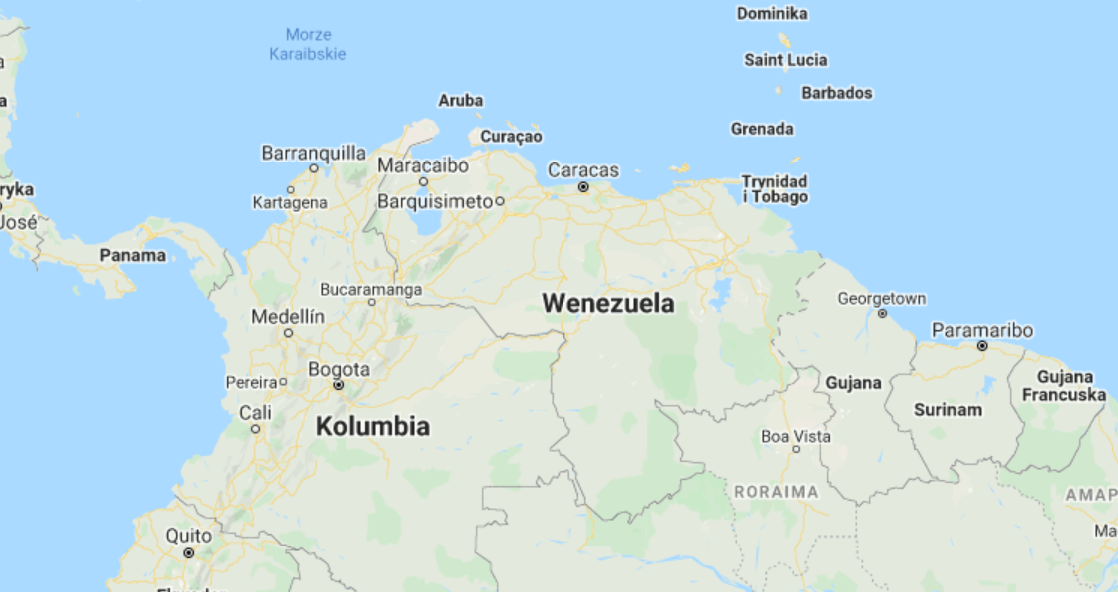 Dominika
Morze
Karaibskie
Saint Lucia
Barbados
Aruba
Grenada
Curaçao
Barranquilla
Maracaibo
Caracas
Trynidad
i Tobago
ryka
Kartagena
Barquisimeto
José
Panama
Bucaramanga
Wenezuela
Georgetown
Medellín
Paramaribo
Bogota
Pereira
Gujana
Gujana
Francuska
Cali
Surinam
Kolumbia
Boa Vista
RORAIMA
AMAP
Quito
Ma